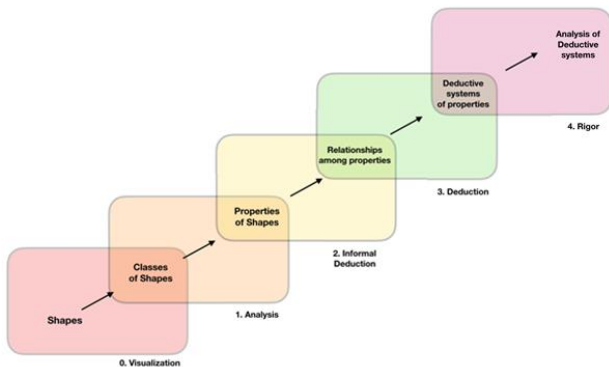 Analysis of
Deductive
systems
Deductive
systems
of properties
4. Rigor
Relationships
among properties
3. Deduction
Properties
of Shapes
2. Informal
Deduction
Classes
of Shapes
1. Analysis
Shapes
0. Visualization